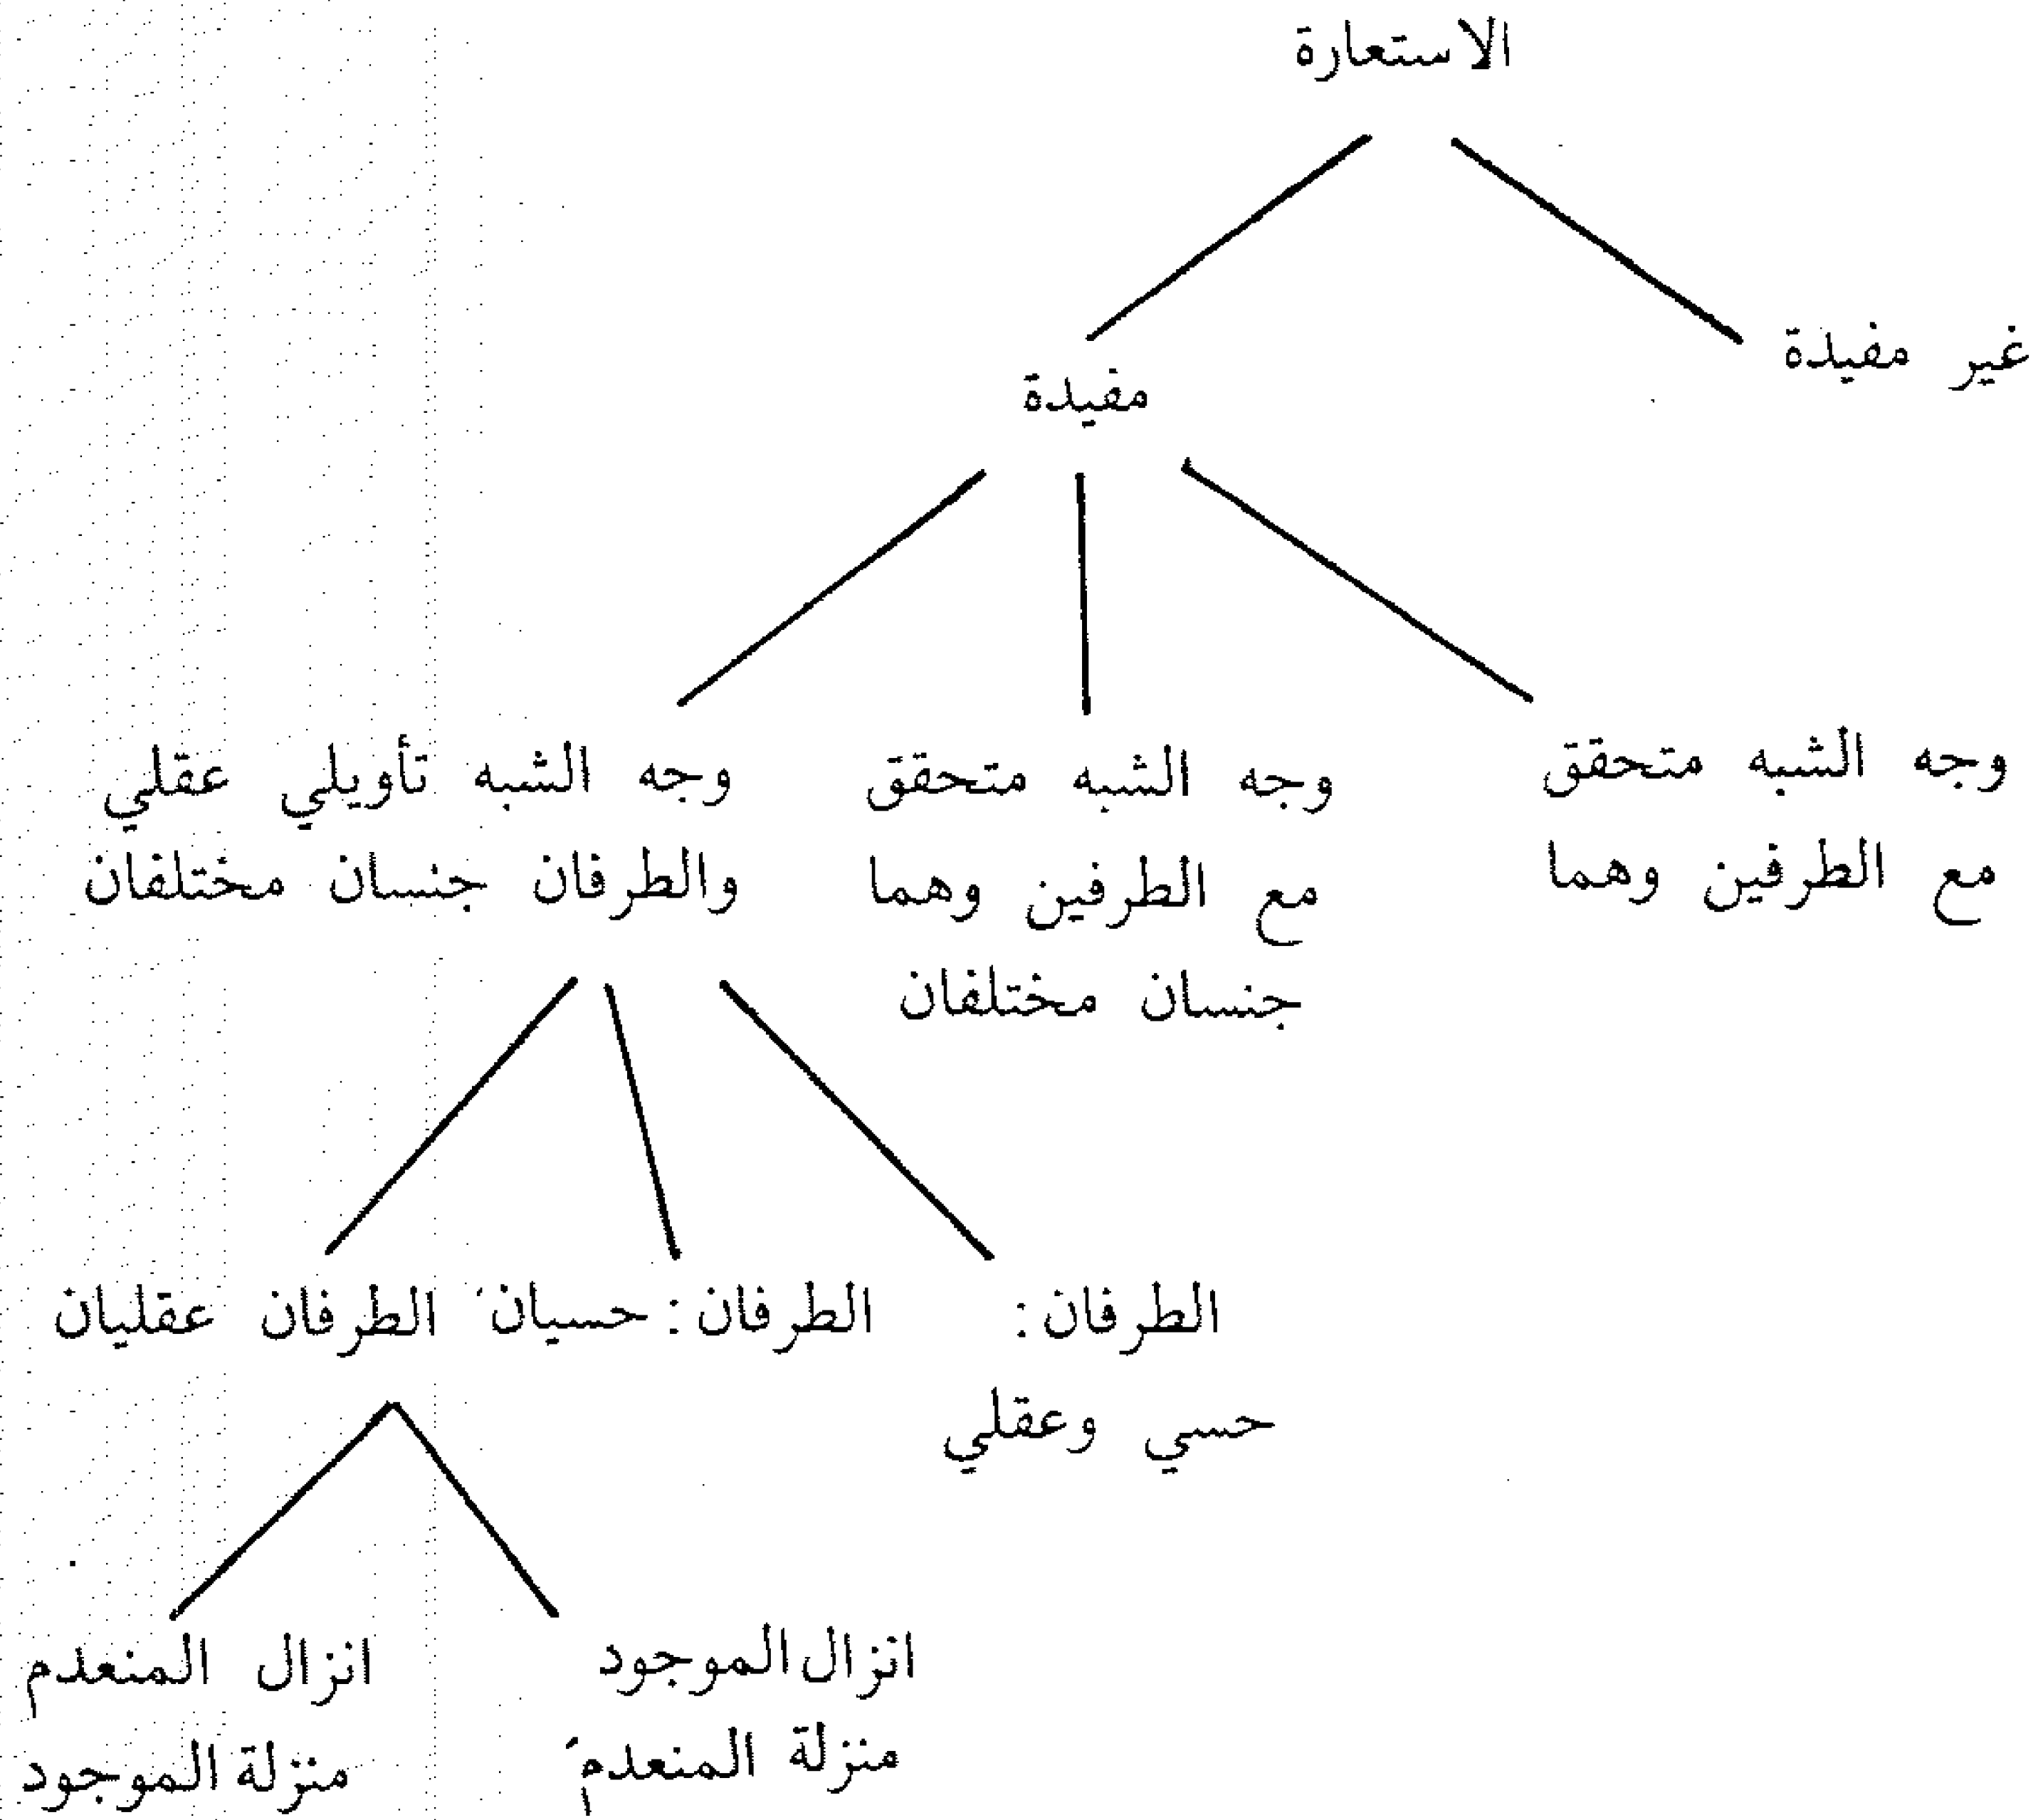 الاستعارة
غير مفيدة
مفيدة
وجه الشبه متحقق
مع الطرفين وهما
وجه الشبه متحقق
مع الطرفين وهما
جنسان مختلفان
وجه الشبه تأويلي عقلي
والطرفان جنسان مختلفان
الطرفان :
حسي وعقلي
الطرفان : حسيان
الطرفان عقليان
انزال الموجود
منزلة المنعدم
انزال المنعدم
منزلة الموجود